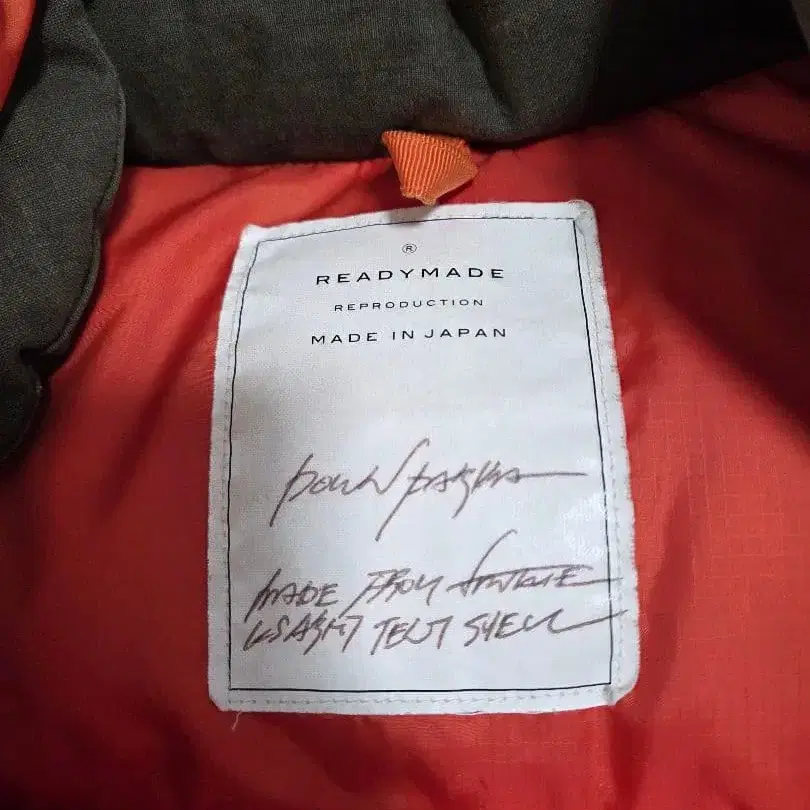 ®
READYMADE
REPRODUCTION
MADE IN JAPAN
DOWN PARKA
MADE FROM VINTAGE
US ARMY TENT SHELL